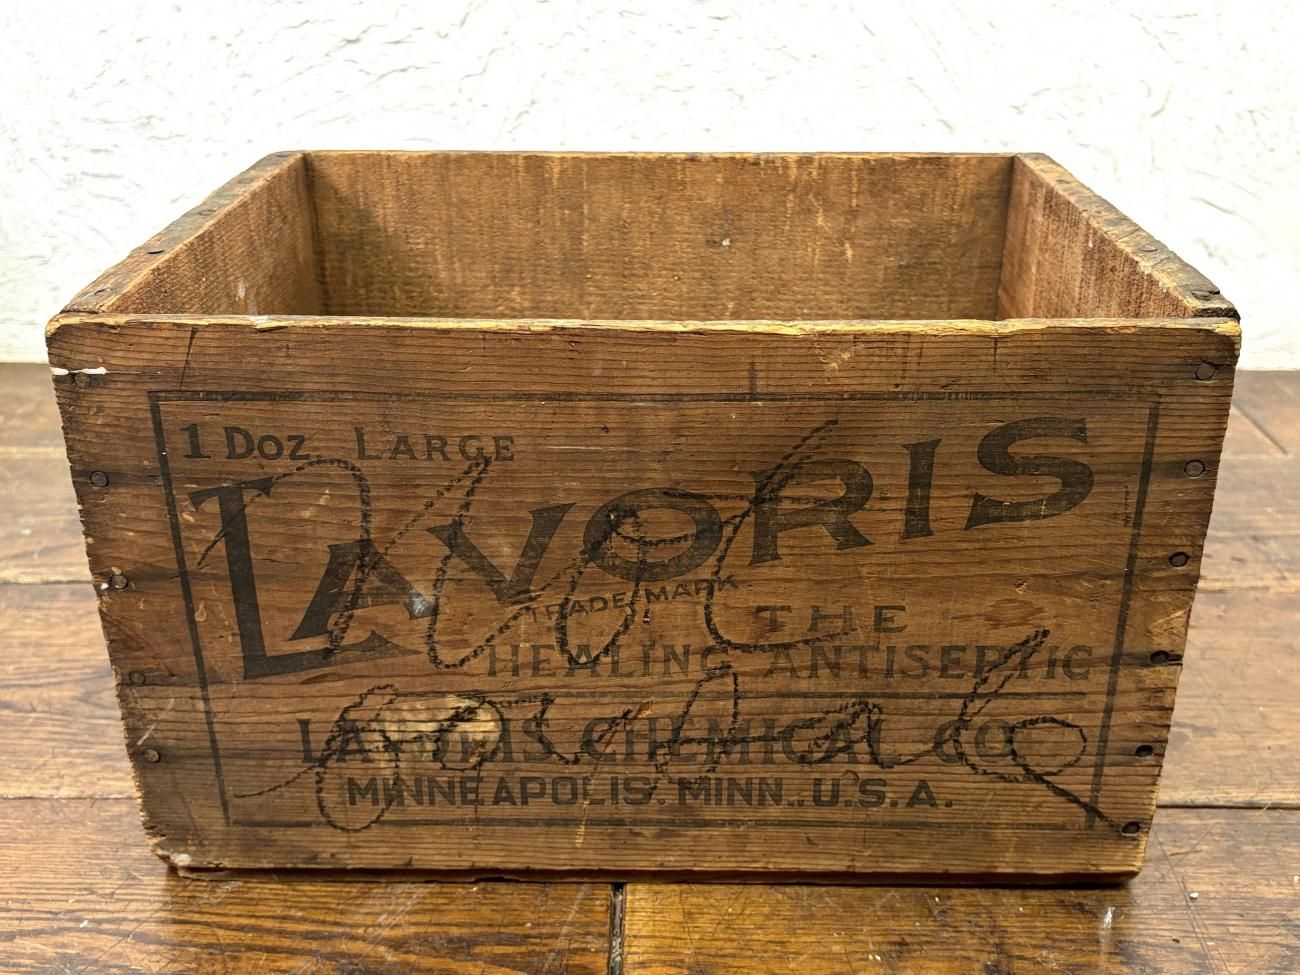 1 DOZ. LARGE
LAVORIS
TRADE MARK
THE
HEALING ANTISEPTIC
LAVORIS CHEMICAL CO.
MINNEAPOLIS. MINN., U.S.A.